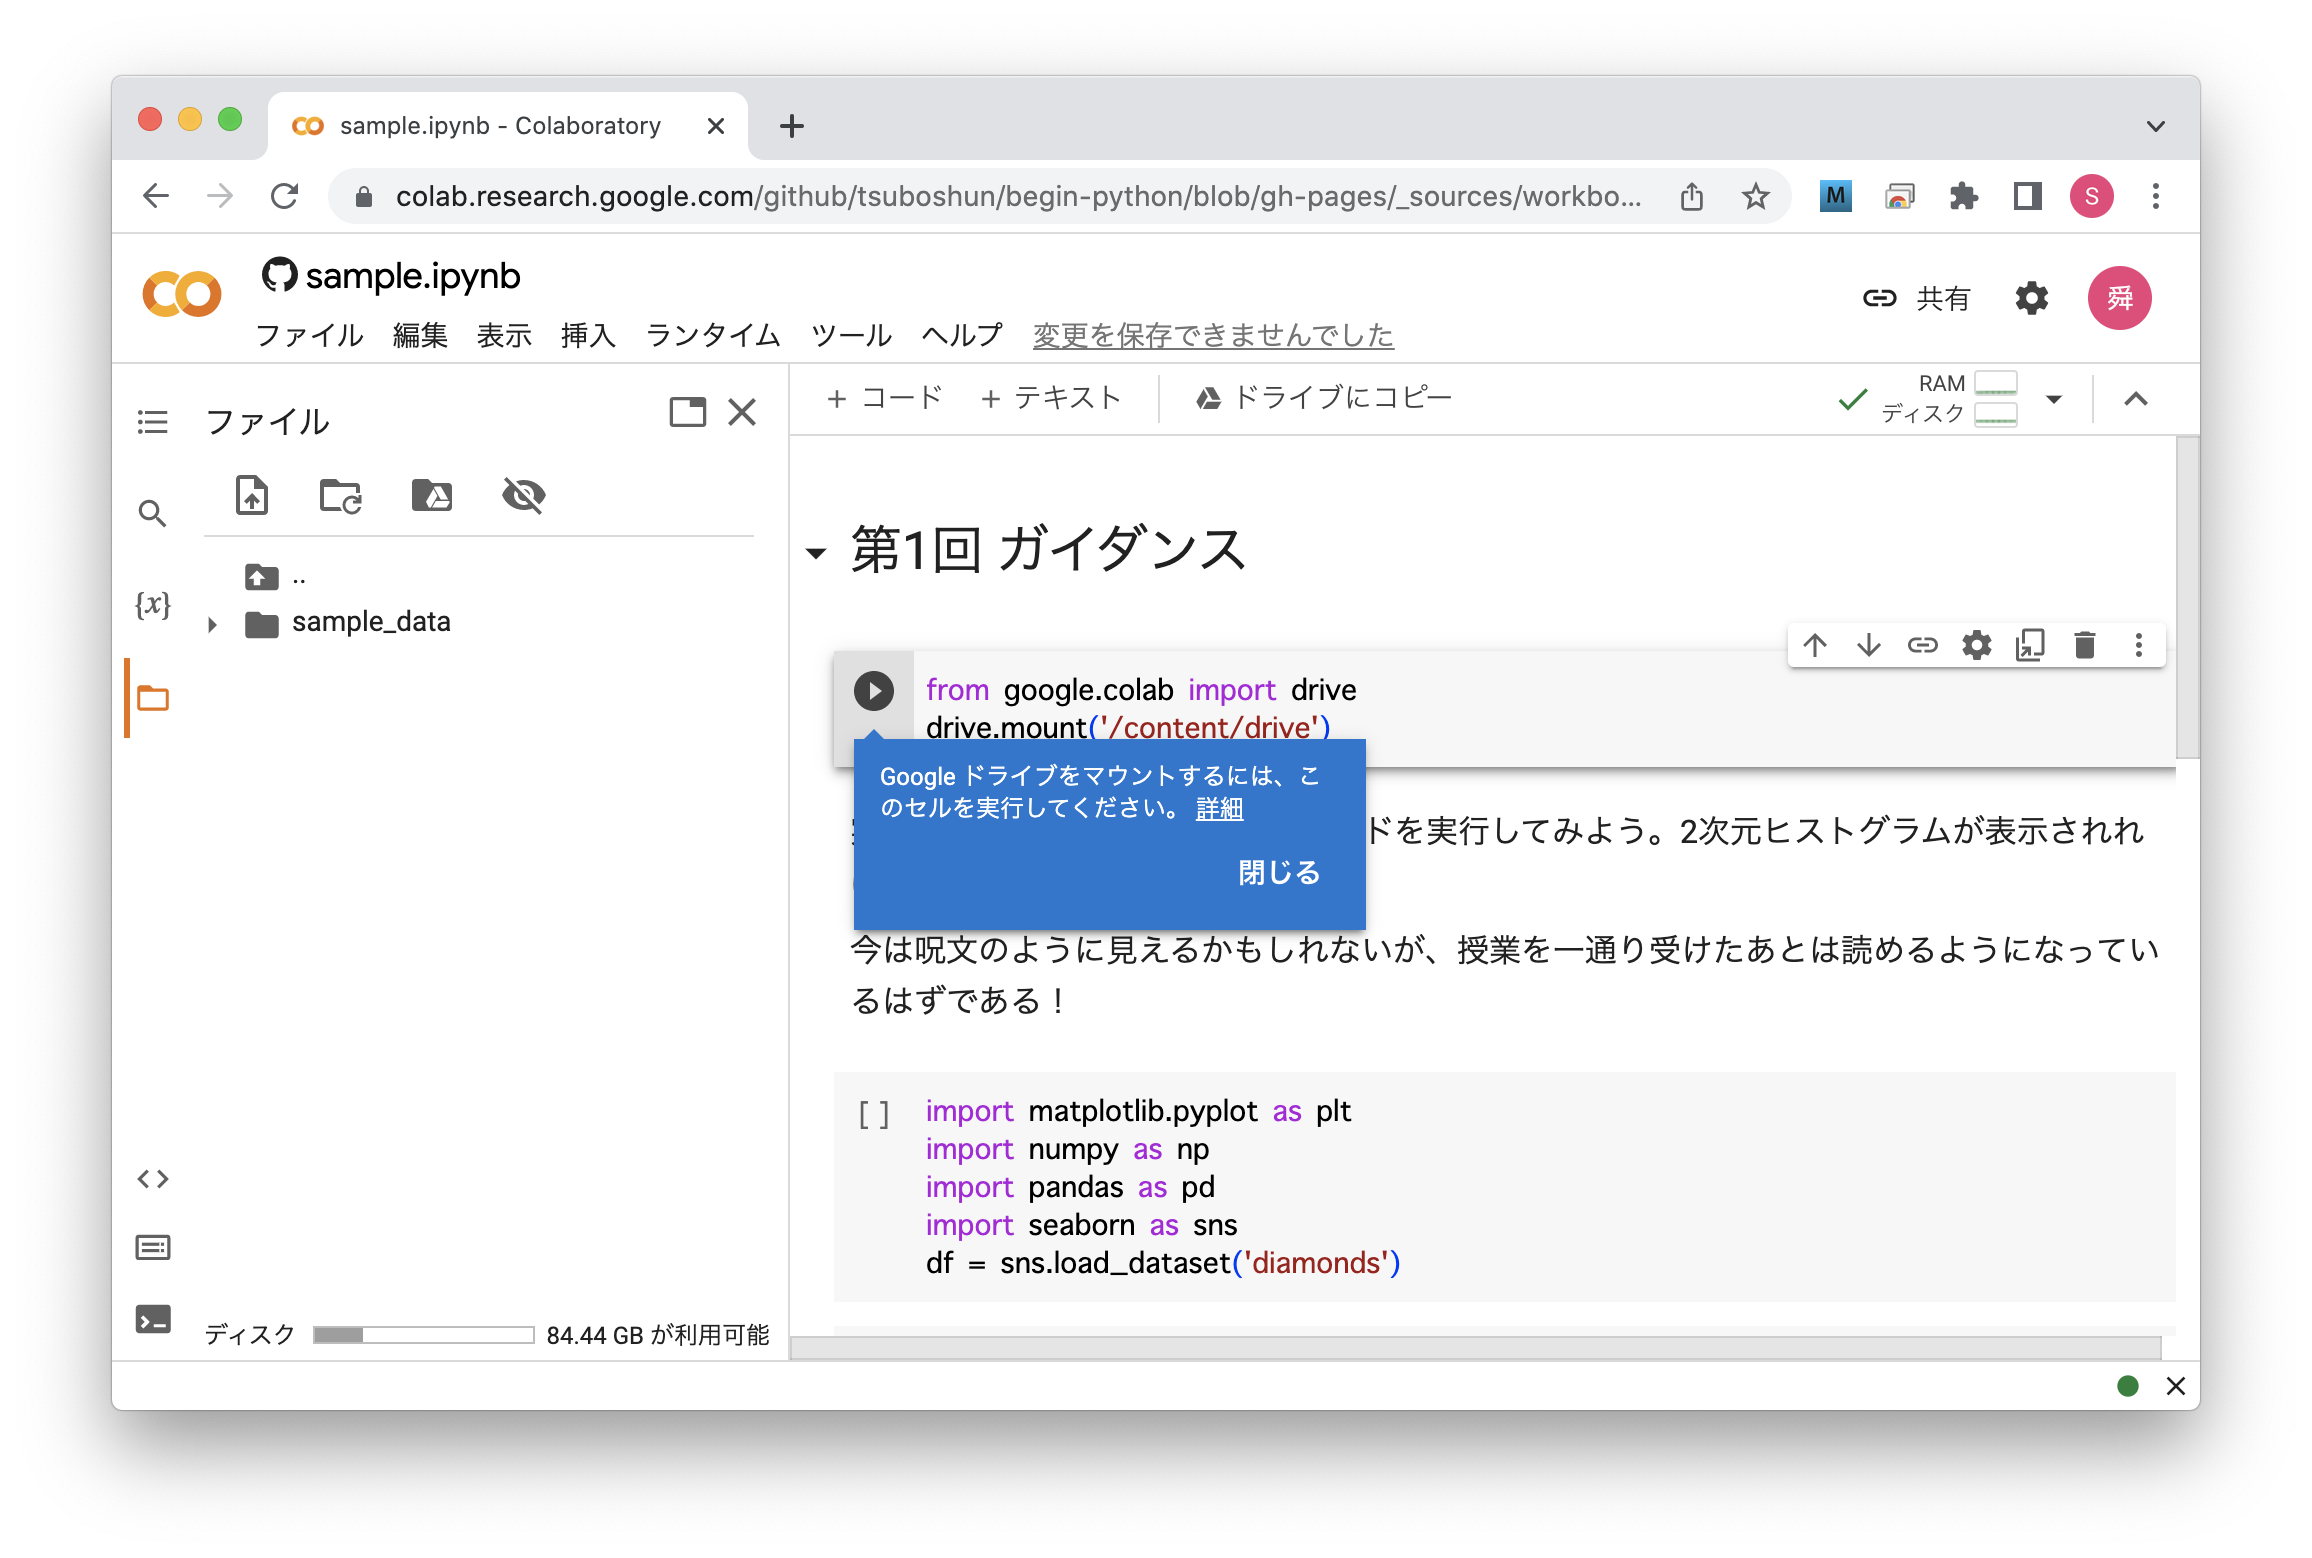 sample.ipynb - Colaboratory
colab.research.google.com/github/tsuboshun/begin-python/blob/gh-pages/_sources/workbo...
M
S
sample.ipynb
共有
舜
ファイル 編集 表示 挿入 ランタイム ツール ヘルプ 変更を保存できませんでした
ファイル
+ コード + テキスト ドライブにコピー
RAM
ディスク
{x}
..
sample_data
第1回 ガイダンス
from google.colab import drive
drive.mount('/content/drive')
Google ドライブをマウントするには、こ
のセルを実行してください。 詳細
閉じる
ドを実行してみよう。2次元ヒストグラムが表示されれ
今は呪文のように見えるかもしれないが、授業を一通り受けたあとは読めるようになってい
るはずである！
[ ]
import matplotlib.pyplot as plt
import numpy as np
import pandas as pd
import seaborn as sns
df = sns.load_dataset('diamonds')
ディスク 84.44 GB が利用可能